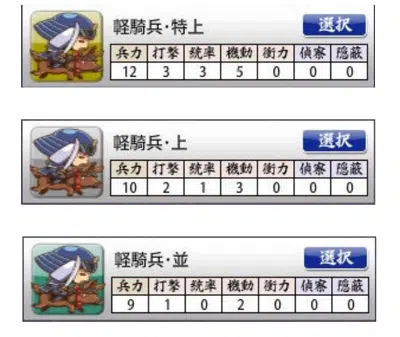 軽騎兵・特上 選択
兵力 打撃 統率 機動 衝力 偵察 隠蔽
12 3 3 5 0 0 0
軽騎兵・上 選択
兵力 打撃 統率 機動 衝力 偵察 隠蔽
10 2 1 3 0 0 0
軽騎兵・並 選択
兵力 打撃 統率 機動 衝力 偵察 隠蔽
9 1 0 2 0 0 0